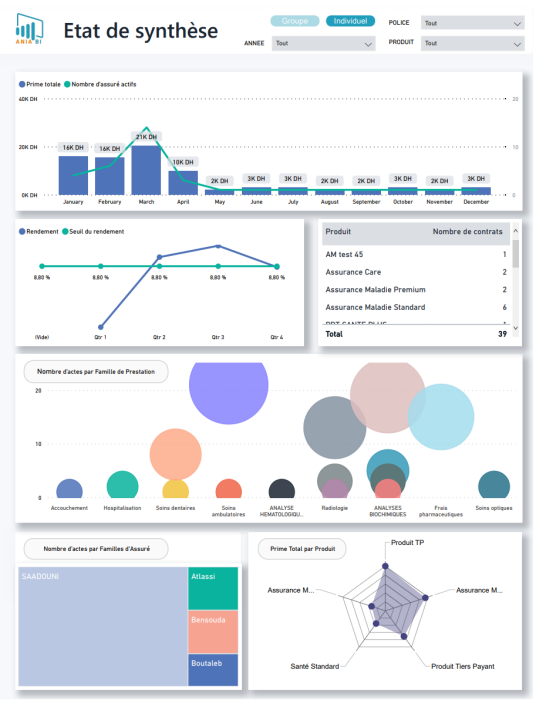 Etat de synthèse
ANIA BI
Groupe Individuel
POLICE Tout
ANNEE Tout
PRODUIT Tout
Prime totale Nombre d'assuré actifs
40K DH
20K DH
0K DH
20
10
0
16K DH 16K DH 21K DH 10K DH 2K DH 3K DH 3K DH 2K DH 2K DH 3K DH 2K DH 3K DH
January February March April May June July August September October November December
Rendement Seuil du rendement
8,80 % 8,80 % 8,80 % 8,80 % 8,80 %
(Vide) Qtr 1 Qtr 2 Qtr 3 Qtr 4
Produit Nombre de contrats
AM test 45 1
Assurance Care 2
Assurance Maladie Premium 2
Assurance Maladie Standard 6
Total 39
Nombre d'actes par Famille de Prestation
20
10
0
Accouchement Hospitalisation Soins dentaires Soins ambulatoires ANALYSE HEMATOLOGIQU... Radiologie ANALYSES BIOCHIMIQUES Frais pharmaceutiques Soins optiques
Nombre d'actes par Familles d'Assuré
SAADOUNI
Atlassi
Bensouda
Boutaleb
Prime Total par Produit
Produit TP
Assurance M...
Assurance M...
Santé Standard
Produit Tiers Payant